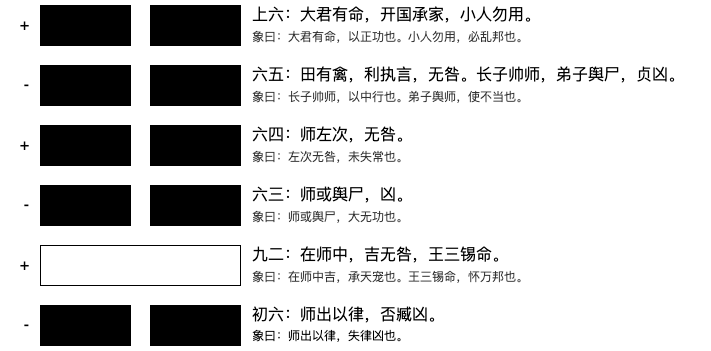 + 上六：大君有命，开国承家，小人勿用。
象曰：大君有命，以正功也。小人勿用，必乱邦也。
- 六五：田有禽，利执言，无咎。长子帅师，弟子舆尸，贞凶。
象曰：长子帅师，以中行也。弟子舆师，使不当也。
+ 六四：师左次，无咎。
象曰：左次无咎，未失常也。
- 六三：师或舆尸，凶。
象曰：师或舆尸，大无功也。
+ 九二：在师中，吉无咎，王三锡命。
象曰：在师中吉，承天宠也。王三锡命，怀万邦也。
- 初六：师出以律，否臧凶。
象曰：师出以律，失律凶也。